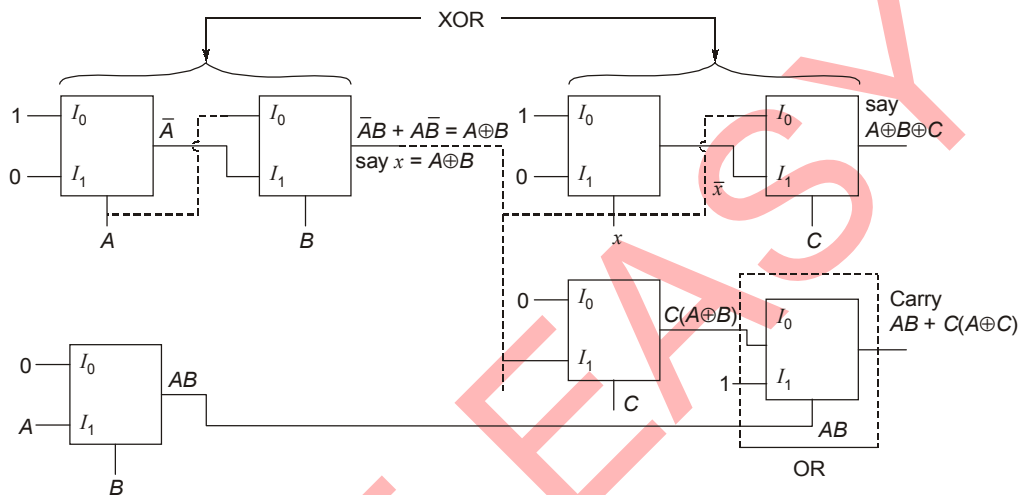 XOR
1
I₀
Ā
0
I₁
A
I₀
I₁
B
ĀB + AB̄ = A⊕B
say x = A⊕B
1
I₀
0
I₁
x
x̄
I₀
I₁
C
say
A⊕B⊕C
0
I₀
I₁
C
C(A⊕B)
I₀
1
I₁
AB
OR
Carry
AB + C(A⊕C)
0
I₀
A
I₁
B
AB
EASY